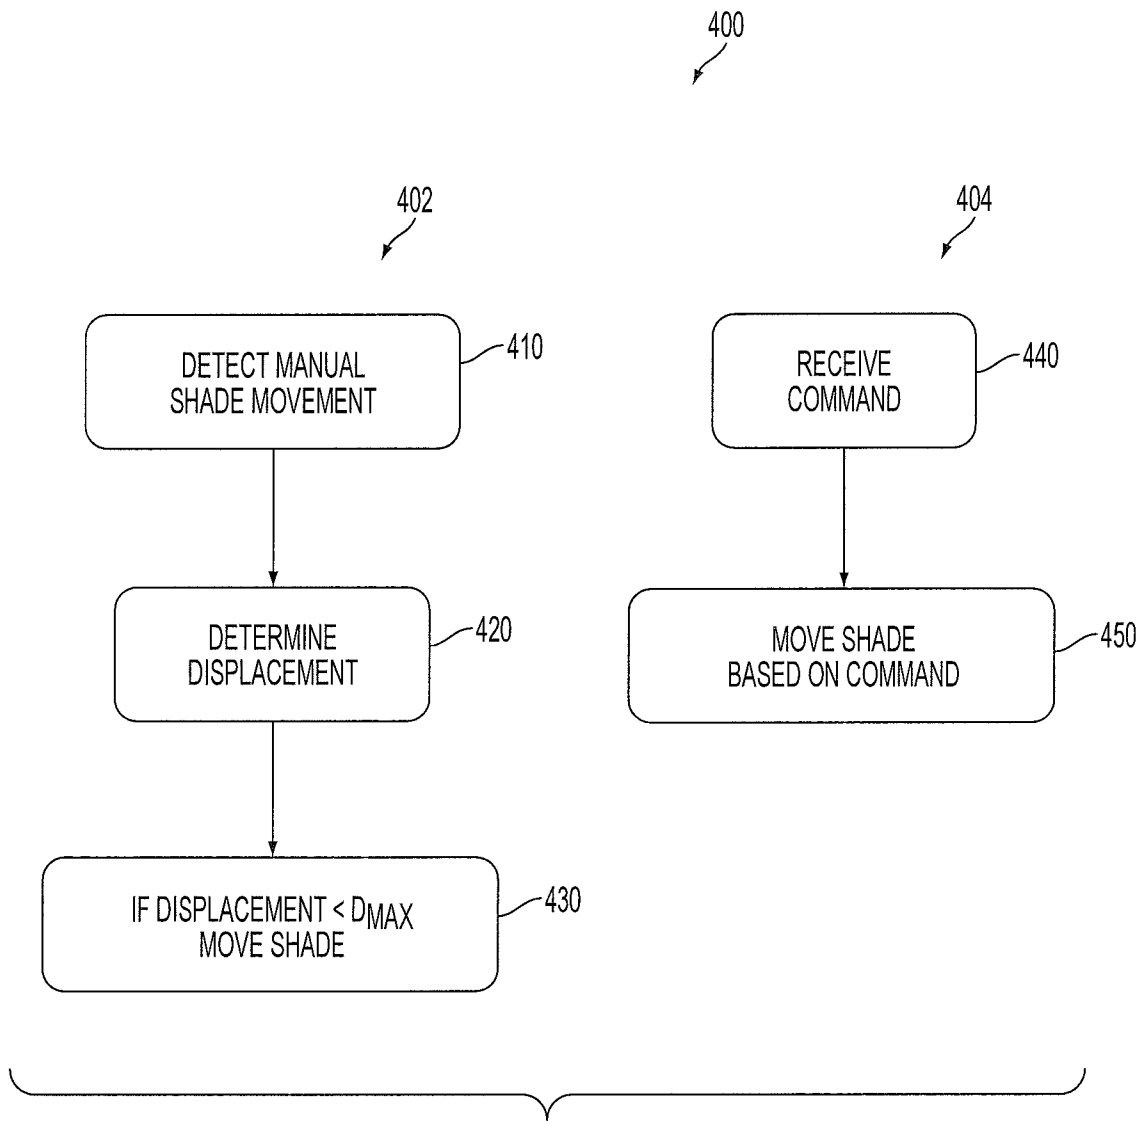 400
402
404
DETECT MANUAL
SHADE MOVEMENT
410
RECEIVE
COMMAND
440
DETERMINE
DISPLACEMENT
420
MOVE SHADE
BASED ON COMMAND
450
IF DISPLACEMENT < DMAX
MOVE SHADE
430